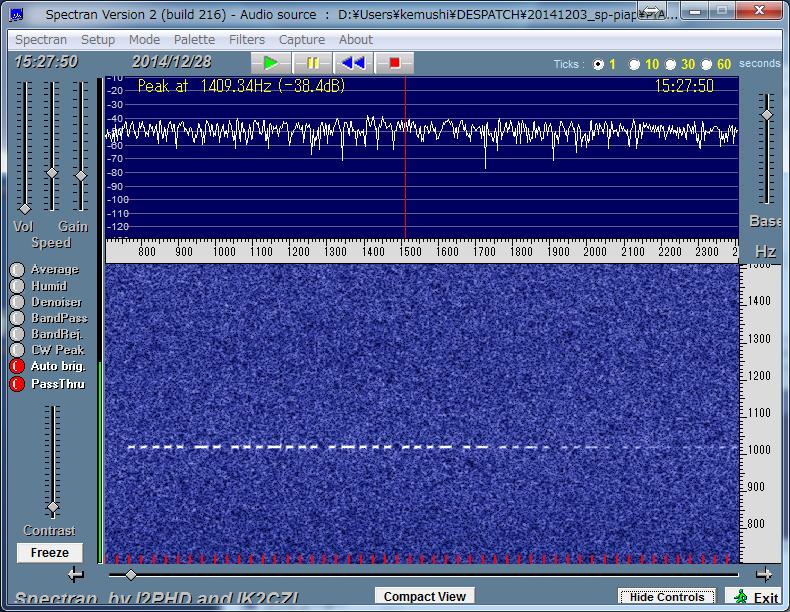 Spectran Version 2 (build 216) - Audio source : D:¥Users¥kemushi¥DESPATCH¥20141203_sp-piap¥PIA...
Spectran Setup Mode Palette Filters Capture About
15:27:50 2014/12/28 Ticks : 1 10 30 60 seconds
Peak at 1409.34Hz (-38.4dB) 15:27:50
-10
-20
-30
-40
-50
-60
-70
-80
-90
-100
-110
-120
Vol Gain
Speed
Base
800 900 1000 1100 1200 1300 1400 1500 1600 1700 1800 1900 2000 2100 2200 2300
Hz
Average
Humid
Denoiser
BandPass
BandRej.
CW Peak
Auto brig.
PassThru
1400
1300
1200
1100
1000
900
800
Contrast
Freeze
Spectran by I2PHD and IK2CZL
Compact View
Hide Controls
Exit